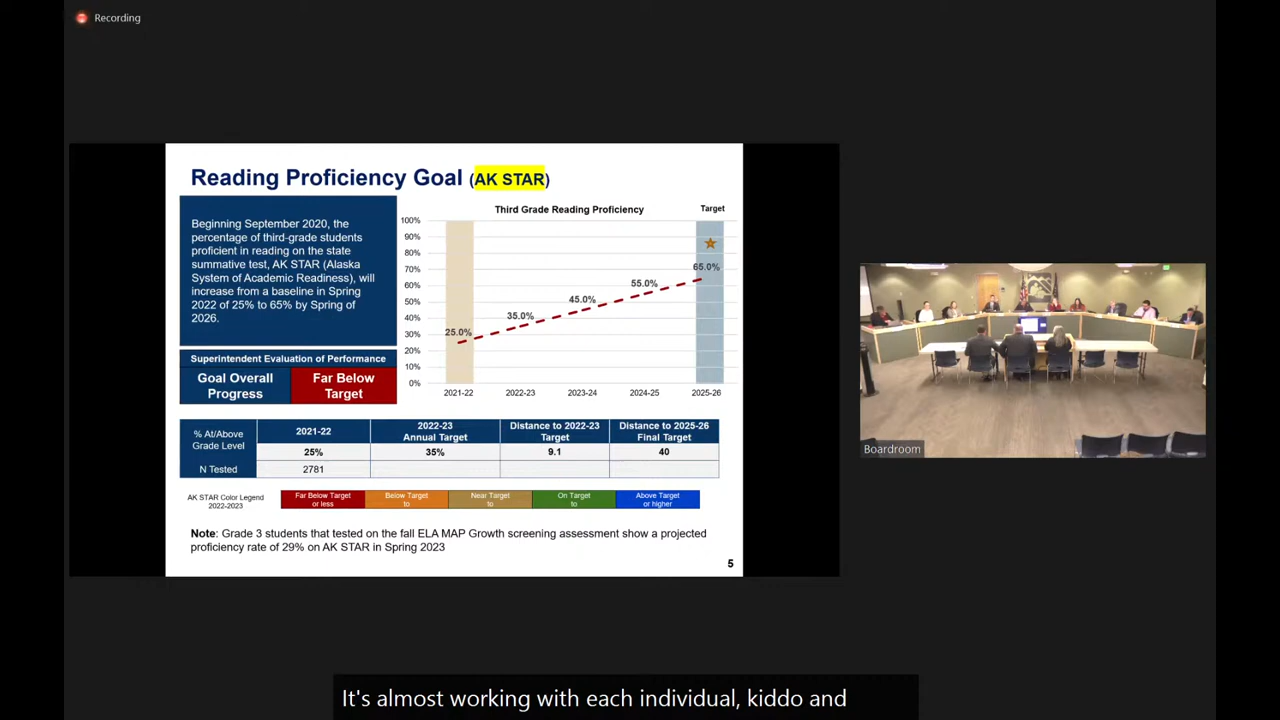 Recording
Reading Proficiency Goal (AK STAR)
Beginning September 2020, the
percentage of third-grade students
proficient in reading on the state
summative test, AK STAR (Alaska
System of Academic Readiness), will
increase from a baseline in Spring
2022 of 25% to 65% by Spring of
2026.
Superintendent Evaluation of Performance
Goal Overall
Progress
Far Below
Target
Third Grade Reading Proficiency
Target
100%
90%
80%
70%
60%
50%
40%
30%
20%
10%
0%
25.0%
35.0%
45.0%
55.0%
65.0%
2021-22 2022-23 2023-24 2024-25 2025-26
% At/Above
Grade Level
2021-22
2022-23
Annual Target
Distance to 2022-23
Target
Distance to 2025-26
Final Target
25% 35% 9.1 40
N Tested 2781
AK STAR Color Legend
2022-2023
Far Below Target
or less
Below Target
to
Near Target
to
On Target
to
Above Target
or higher
Note: Grade 3 students that tested on the fall ELA MAP Growth screening assessment show a projected
proficiency rate of 29% on AK STAR in Spring 2023
5
Boardroom
It's almost working with each individual, kiddo and